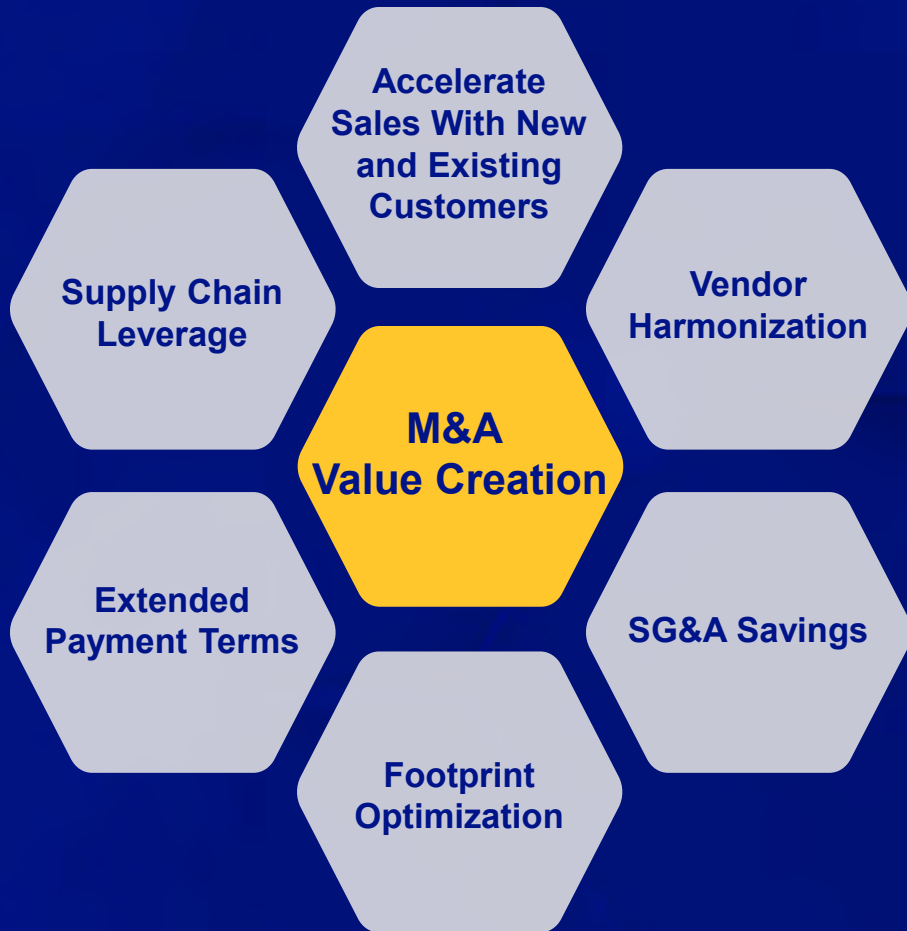 Accelerate
Sales With New
and Existing
Customers
Supply Chain
Leverage
Vendor
Harmonization
M&A
Value Creation
Extended
Payment Terms
SG&A Savings
Footprint
Optimization